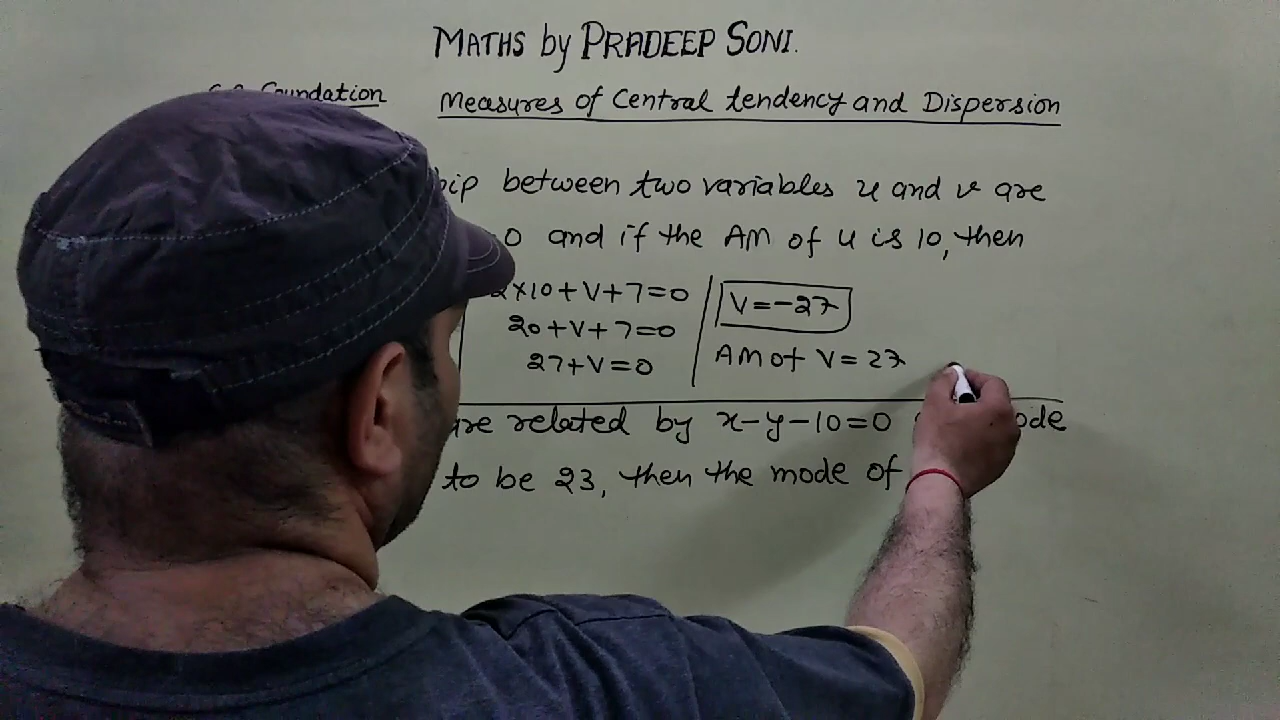 MATHS by PRADEEP SONI.
Foundation
Measures of Central tendency and Dispersion
between two variables u and v are
0 and if the AM of u is 10, then
2×10+V+7=0
20+V+7=0
27+V=0
V=-27
AM of V=27
are related by x-y-10=0
to be 23, then the mode of